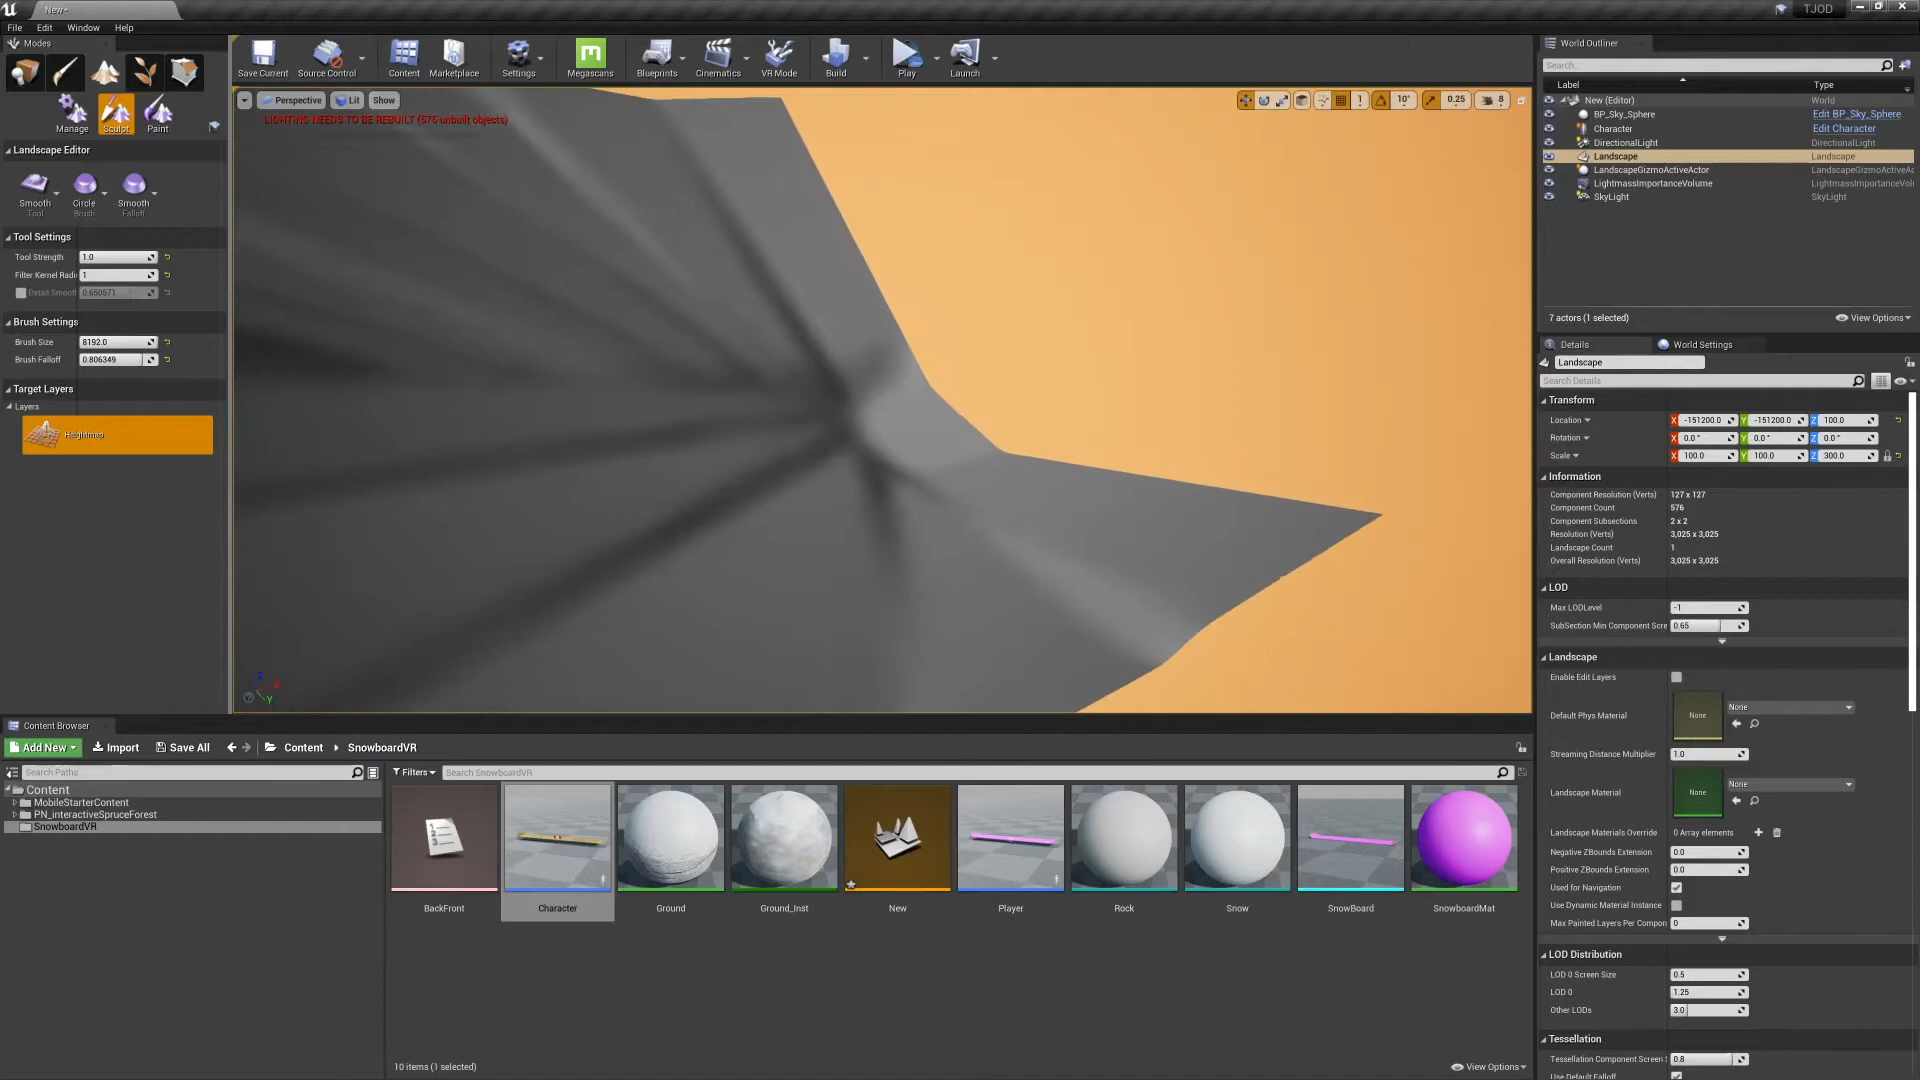 New•
TJOD
File Edit Window Help
Modes
Manage Sculpt Paint
Landscape Editor
Smooth Circle Smooth
Tool Brush Falloff
Tool Settings
Tool Strength 1.0
Filter Kernel Radi 1
Detail Smooth 0.650571
Brush Settings
Brush Size 8192.0
Brush Falloff 0.806349
Target Layers
Layers
Heightmap
Save Current Source Control Content Marketplace Settings Megascans Blueprints Cinematics VR Mode Build Play Launch
Perspective Lit Show
10° 0.25 8
LIGHTING NEEDS TO BE REBUILT (576 unbuilt objects)
Z X Y
World Outliner
Search...
Label Type
New (Editor) World
BP_Sky_Sphere Edit BP_Sky_Sphere
Character Edit Character
DirectionalLight DirectionalLight
Landscape Landscape
LandscapeGizmoActiveActor LandscapeGizmoActiveAc
LightmassImportanceVolume LightmassImportanceVol
SkyLight SkyLight
7 actors (1 selected) View Options
Details World Settings
Landscape
Search Details
Transform
Location X -151200.0 Y -151200.0 Z 100.0
Rotation X 0.0 ° Y 0.0 ° Z 0.0 °
Scale X 100.0 Y 100.0 Z 300.0
Information
Component Resolution (Verts) 127 x 127
Component Count 576
Component Subsections 2 x 2
Resolution (Verts) 3,025 x 3,025
Landscape Count 1
Overall Resolution (Verts) 3,025 x 3,025
LOD
Max LODLevel -1
SubSection Min Component Scre 0.65
Landscape
Enable Edit Layers
Default Phys Material None None
Streaming Distance Multiplier 1.0
Landscape Material None None
Landscape Materials Override 0 Array elements
Negative ZBounds Extension 0.0
Positive ZBounds Extension 0.0
Used for Navigation
Use Dynamic Material Instance
Max Painted Layers Per Compon 0
LOD Distribution
LOD 0 Screen Size 0.5
LOD 0 1.25
Other LODs 3.0
Tessellation
Tessellation Component Screen S 0.8
Use Default Falloff
Content Browser
Add New Import Save All Content SnowboardVR
Search Paths
Content
MobileStarterContent
PN_interactiveSpruceForest
SnowboardVR
Filters Search SnowboardVR
BackFront Character Ground Ground_Inst New Player Rock Snow SnowBoard SnowboardMat
10 items (1 selected) View Options